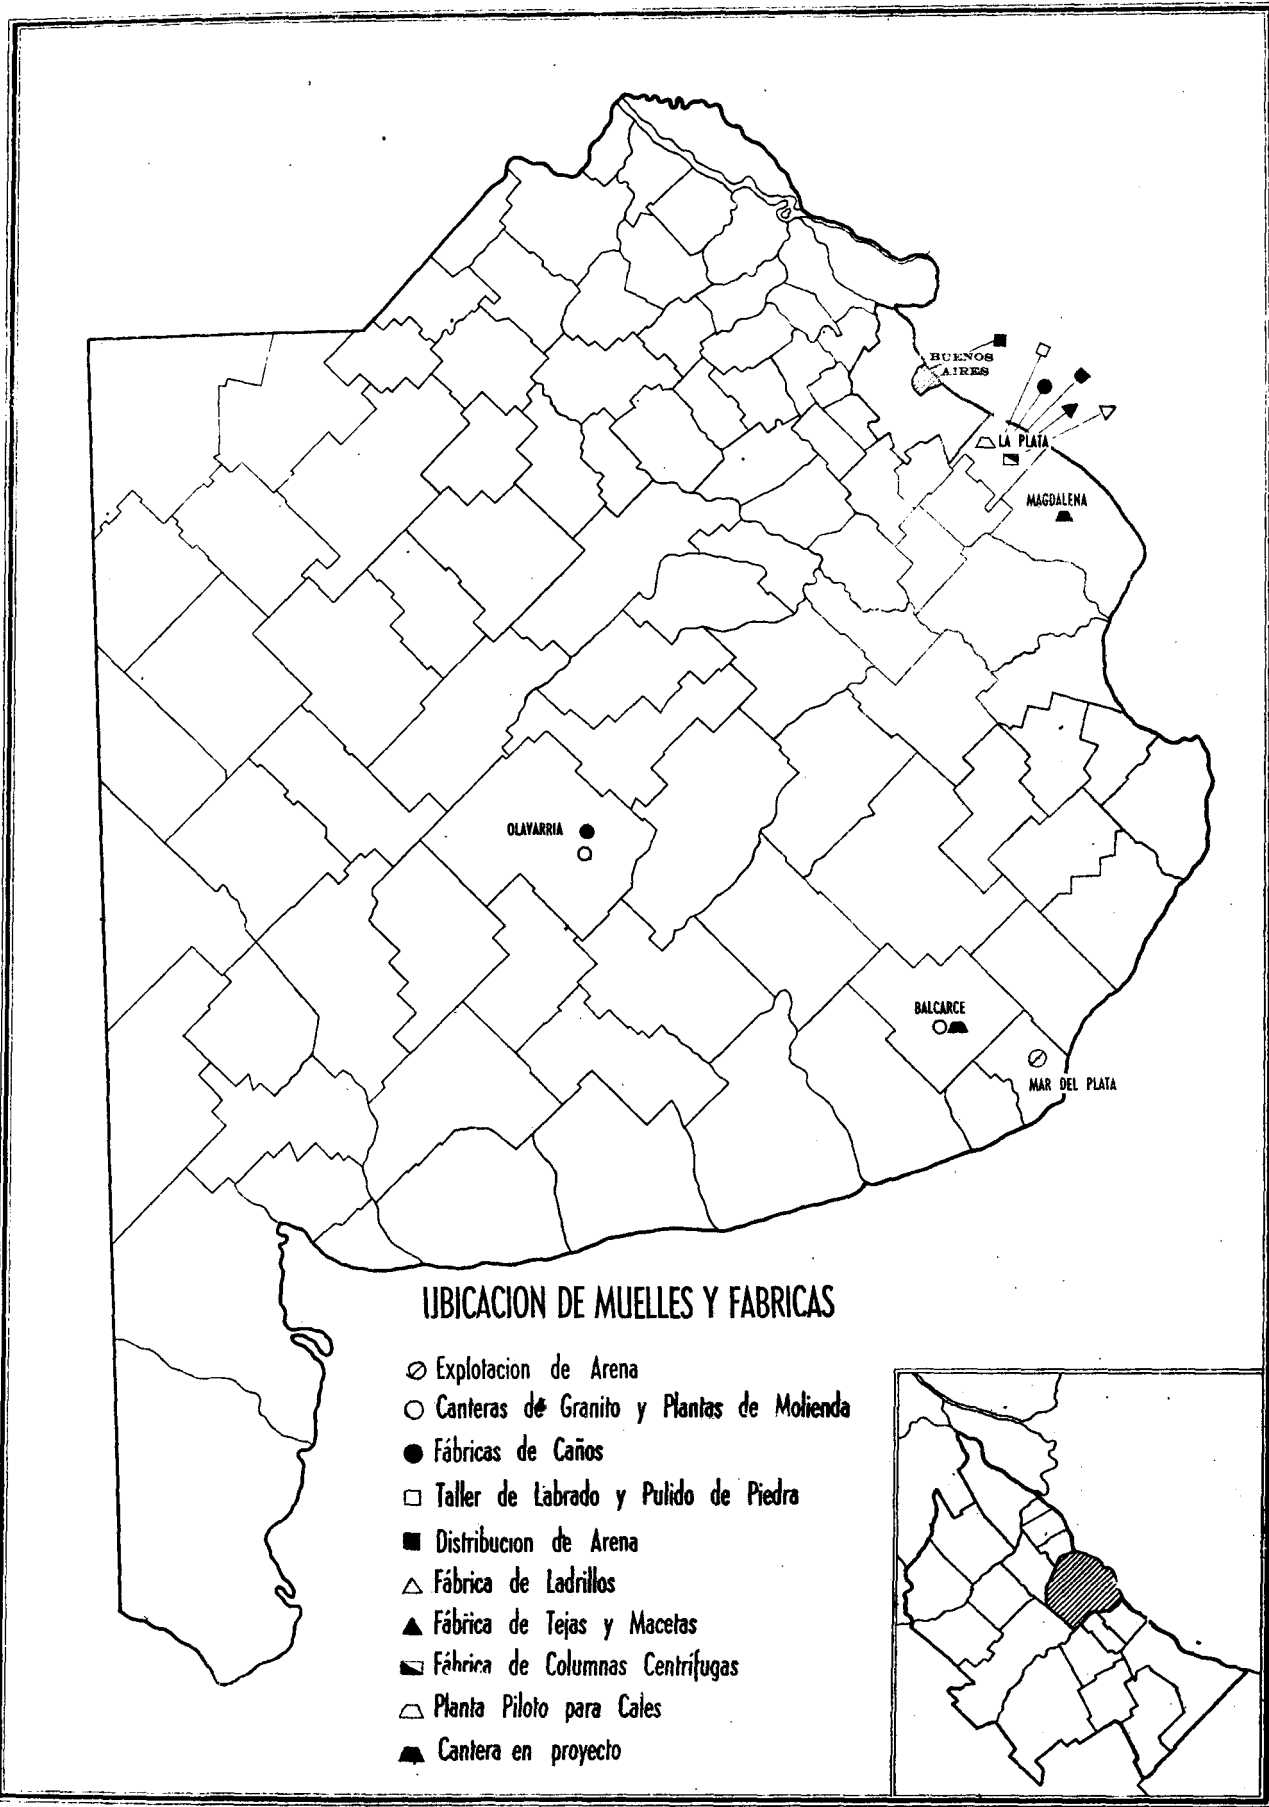 BUENOS
AIRES
LA PLATA
MAGDALENA
OLAVARRIA
BALCARCE
MAR DEL PLATA
UBICACION DE MUELLES Y FABRICAS
Explotacion de Arena
Canteras de Granito y Plantas de Molienda
Fábricas de Caños
Taller de Labrado y Pulido de Piedra
Distribucion de Arena
Fábrica de Ladrillos
Fábrica de Tejas y Macetas
Fábrica de Columnas Centrifugas
Planta Piloto para Cales
Cantera en proyecto